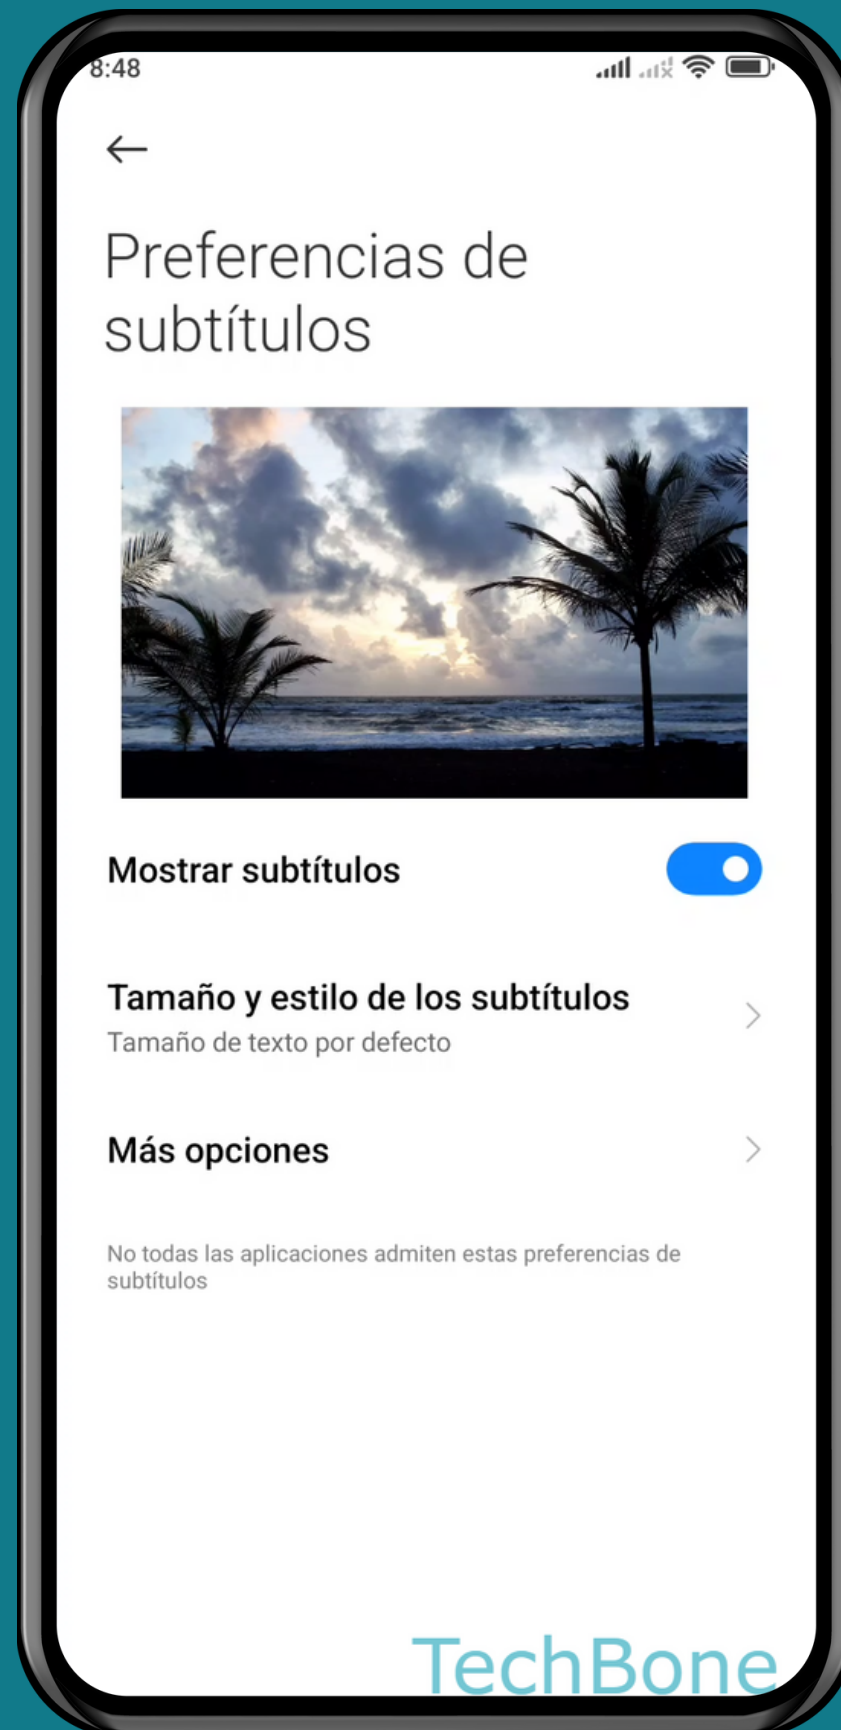 8:48
Preferencias de
subtítulos
Mostrar subtítulos
Tamaño y estilo de los subtítulos
Tamaño de texto por defecto
Más opciones
No todas las aplicaciones admiten estas preferencias de
subtítulos
TechBone